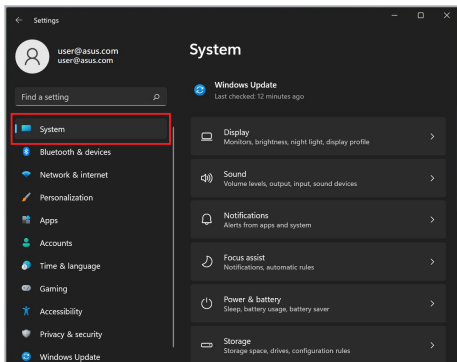 Settings
user@asus.com
user@asus.com
Find a setting
System
Bluetooth & devices
Network & internet
Personalization
Apps
Accounts
Time & language
Gaming
Accessibility
Privacy & security
Windows Update
System
Windows Update
Last checked: 12 minutes ago
Display
Monitors, brightness, night light, display profile
Sound
Volume levels, output, input, sound devices
Notifications
Alerts from apps and system
Focus assist
Notifications, automatic rules
Power & battery
Sleep, battery usage, battery saver
Storage
Storage space, drives, configuration rules